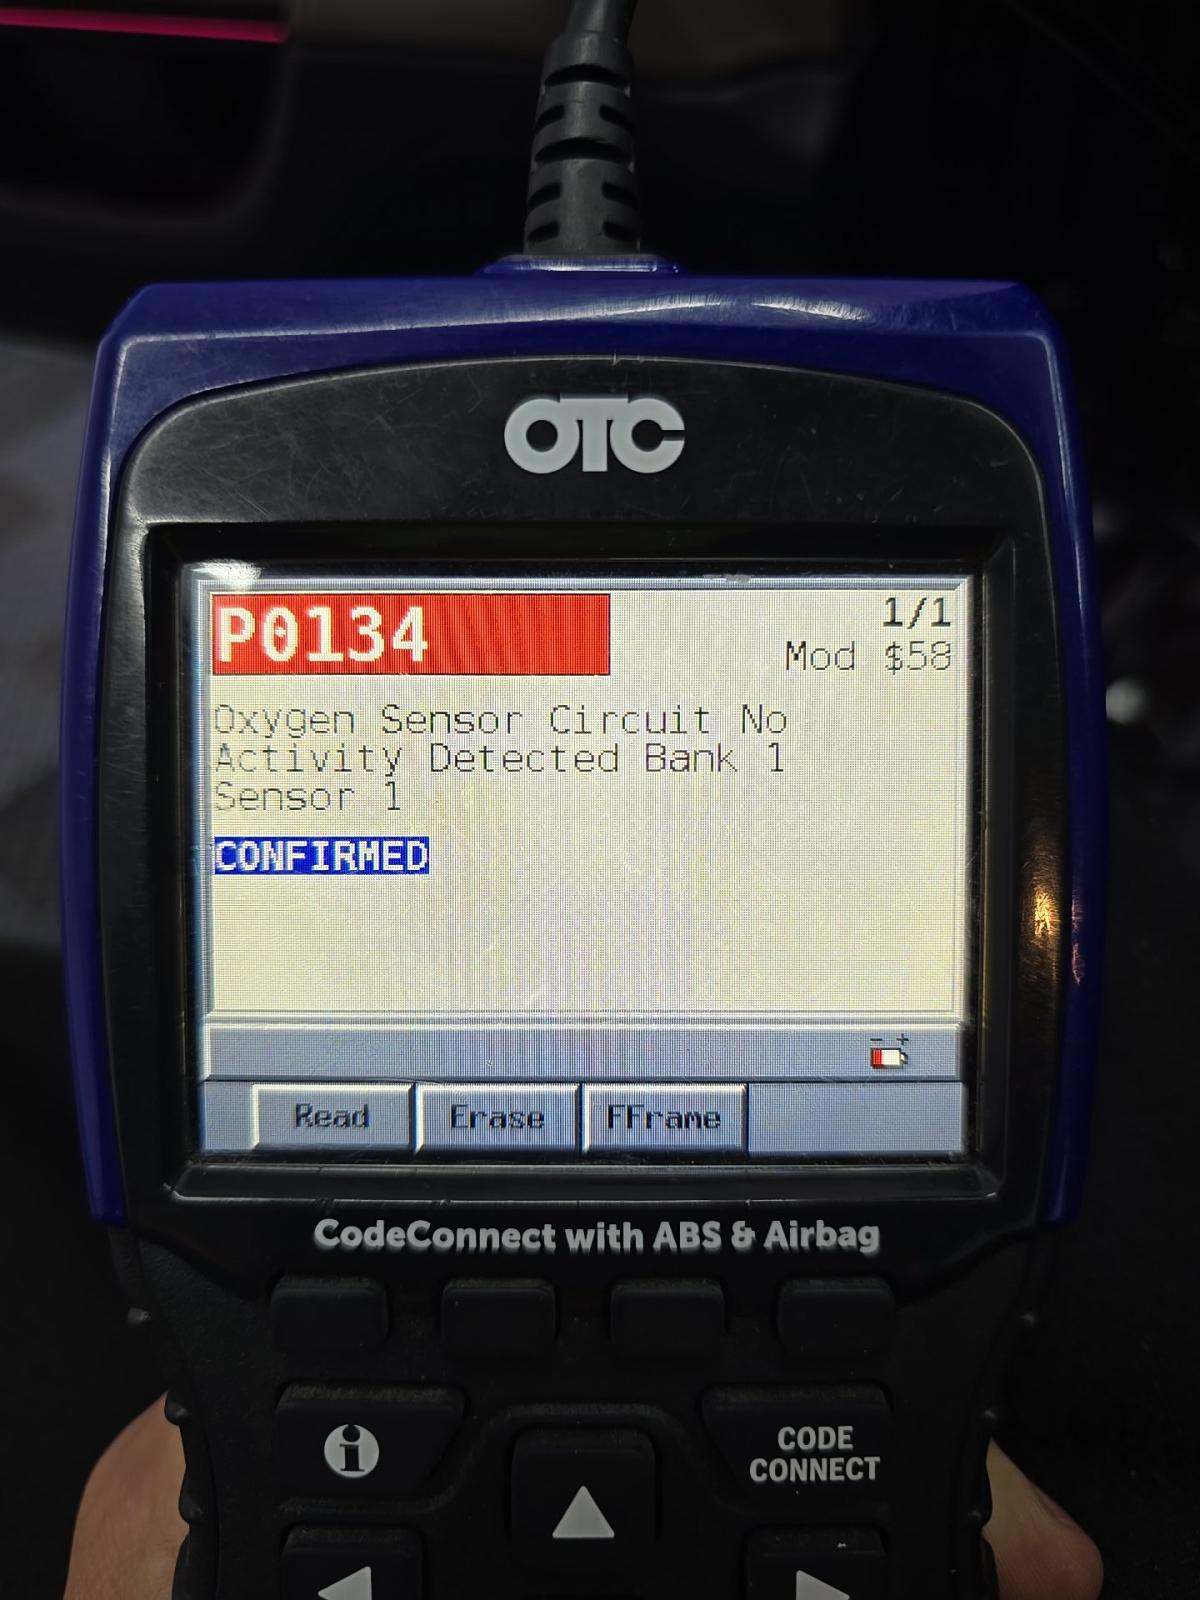 OTC
P0134
1/1
Mod $58
Oxygen Sensor Circuit No
Activity Detected Bank 1
Sensor 1
CONFIRMED
- +
Read Erase FFrame
CodeConnect with ABS & Airbag
i
CODE
CONNECT